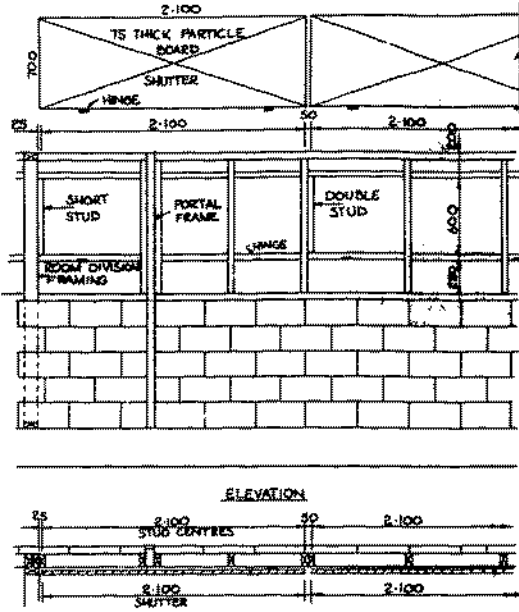 2·100
75 THICK PARTICLE
BOARD
SHUTTER
700
HINGE
25
2·100
50
2·100
200
SHORT
STUD
PORTAL
FRAME
DOUBLE
STUD
600
HINGE
ROOM DIVISION
FRAMING
ELEVATION
25
2·100
50
2·100
STUD CENTRES
2·100
2·100
SHUTTER